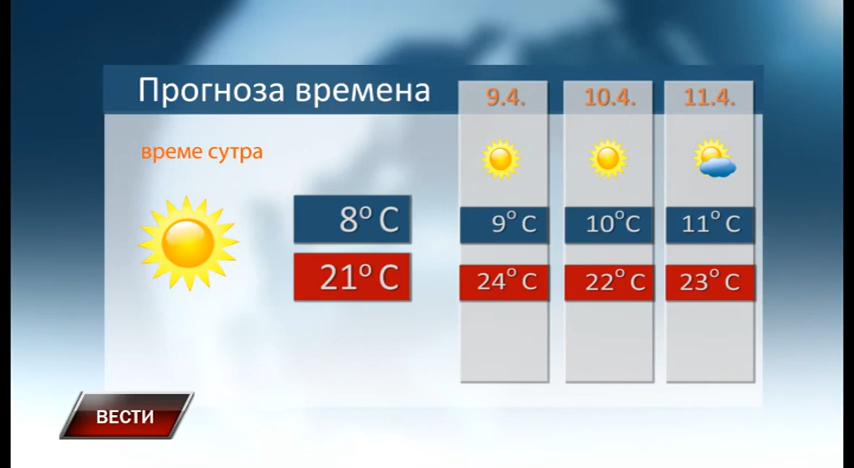 Прогноза времена
9.4.
10.4.
11.4.
време сутра
8° C
9° C
10°C
11° C
21° C
24° C
22° C
23° C
ВЕСТИ